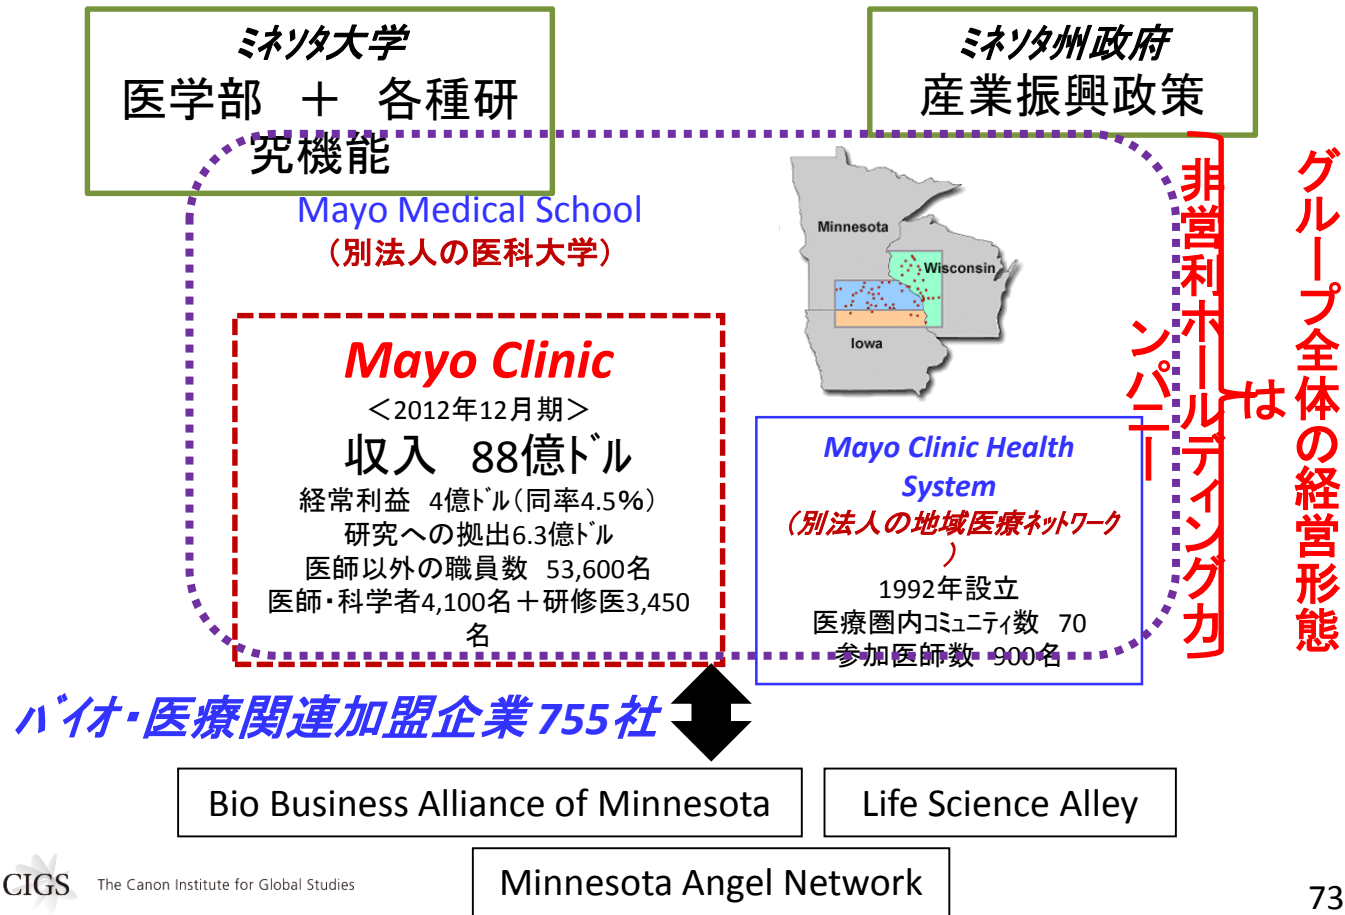 ﾐﾈｿﾀ大学
医学部　＋　各種研
究機能
ﾐﾈｿﾀ州政府
産業振興政策
Mayo Medical School
（別法人の医科大学）
Minnesota
Wisconsin
Iowa
Mayo Clinic
＜2012年12月期＞
収入　88億ﾄﾞﾙ
経常利益　4億ﾄﾞﾙ（同率4.5%）
研究への拠出6.3億ﾄﾞﾙ
医師以外の職員数　53,600名
医師・科学者4,100名＋研修医3,450
名
Mayo Clinic Health
System
（別法人の地域医療ﾈｯﾄﾜｰｸ
）
1992年設立
医療圏内ｺﾐｭﾆﾃｨ数　70
参加医師数　900名
グループ全体の経営形態
は
非営利ホールディングカ
ンパニー
ﾊﾞｲｵ・医療関連加盟企業755社
Bio Business Alliance of Minnesota
Life Science Alley
Minnesota Angel Network
CIGS The Canon Institute for Global Studies
73